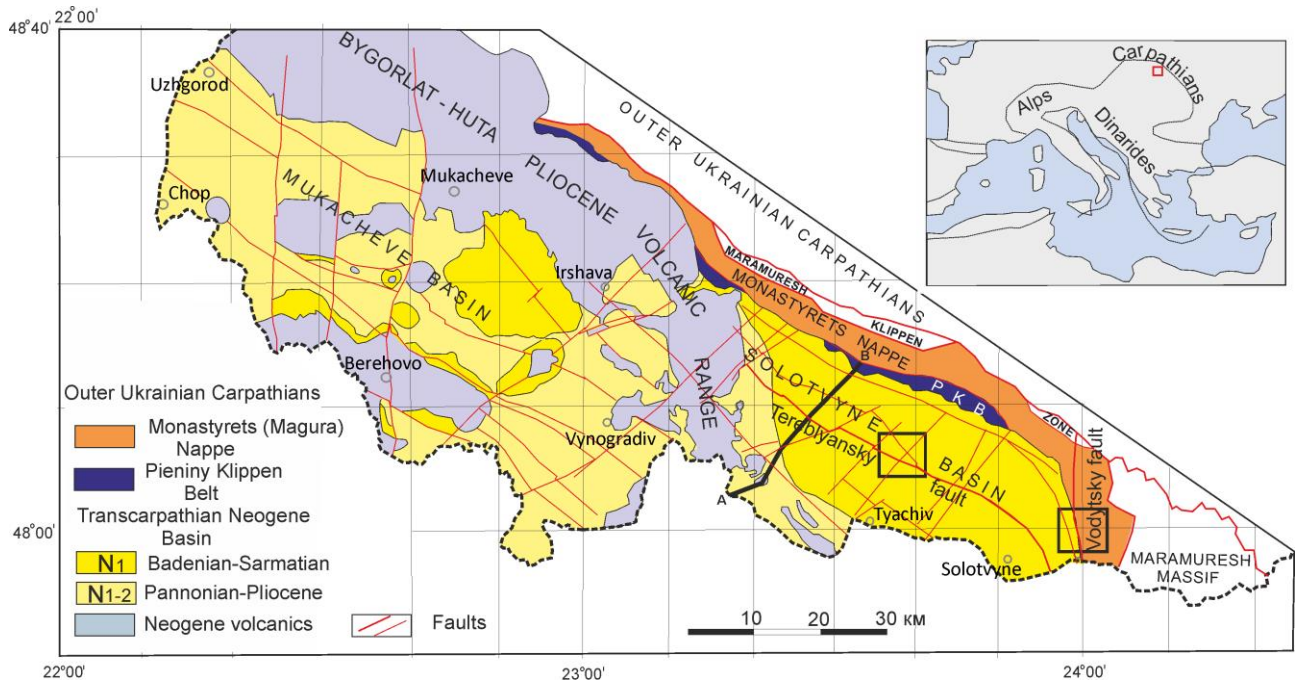 22°00'
48°40'
Uzhgorod
Chop
BYGORLAT-HUTA PLIOCENE VOLCANIC RANGE
MUKACHEVE BASIN
Mukacheve
Irshava
Berehovo
Vynogradiv
OUTER UKRAINIAN CARPATHIANS
MARAMURESH KLIPPEN ZONE
MONASTYRETS NAPPE
PKB
SOLOTVYNE BASIN
Tereblyansky fault
Vodytsky fault
A
B
Tyachiv
Solotvyne
MARAMURESH
MASSIF
Carpathians
Alps
Dinarides
Outer Ukrainian Carpathians
Monastyrets (Magura)
Nappe
Pieniny Klippen
Belt
Transcarpathian Neogene
Basin
N1 Badenian-Sarmatian
N1-2 Pannonian-Pliocene
Neogene volcanics
Faults
10 20 30 км
48°00'
22°00'
23°00'
24°00'